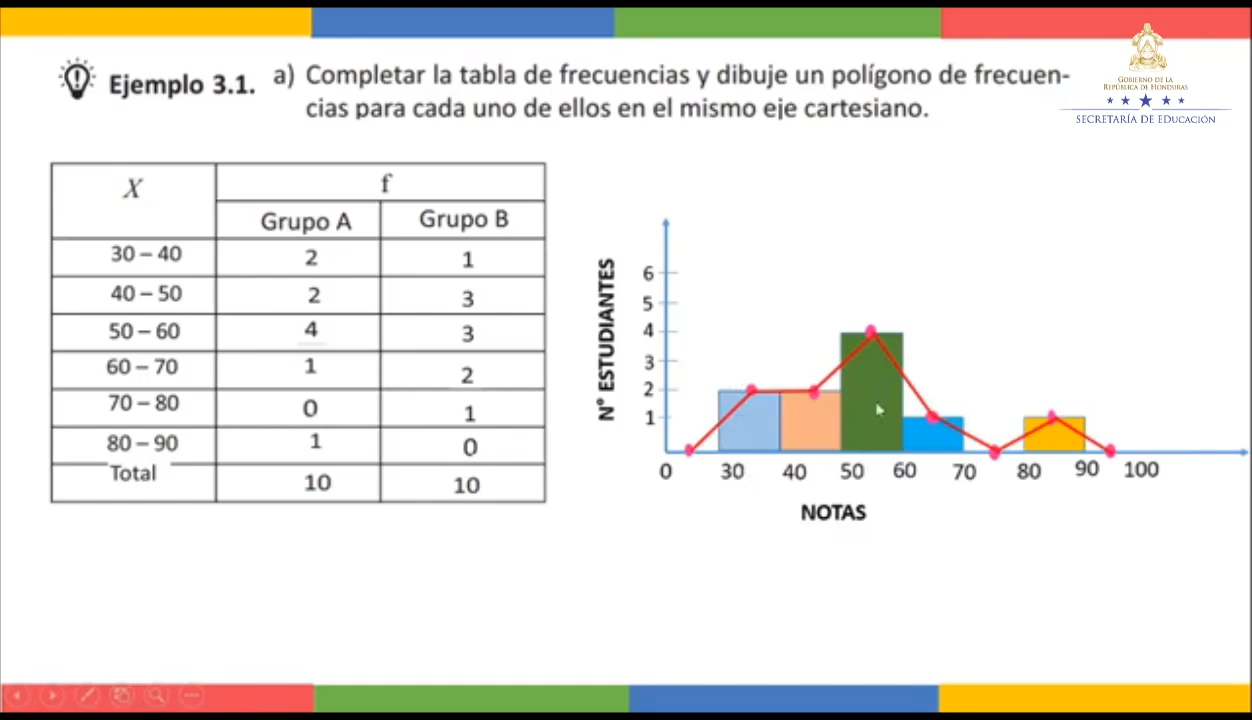 Ejemplo 3.1. a) Completar la tabla de frecuencias y dibuje un polígono de frecuen-
cias para cada uno de ellos en el mismo eje cartesiano.
GOBIERNO DE LA
REPÚBLICA DE HONDURAS
SECRETARÍA DE EDUCACIÓN
X f
Grupo A Grupo B
30 – 40 2 1
40 – 50 2 3
50 – 60 4 3
60 – 70 1 2
70 – 80 0 1
80 – 90 1 0
Total 10 10
N° ESTUDIANTES
6
5
4
3
2
1
0 30 40 50 60 70 80 90 100
NOTAS